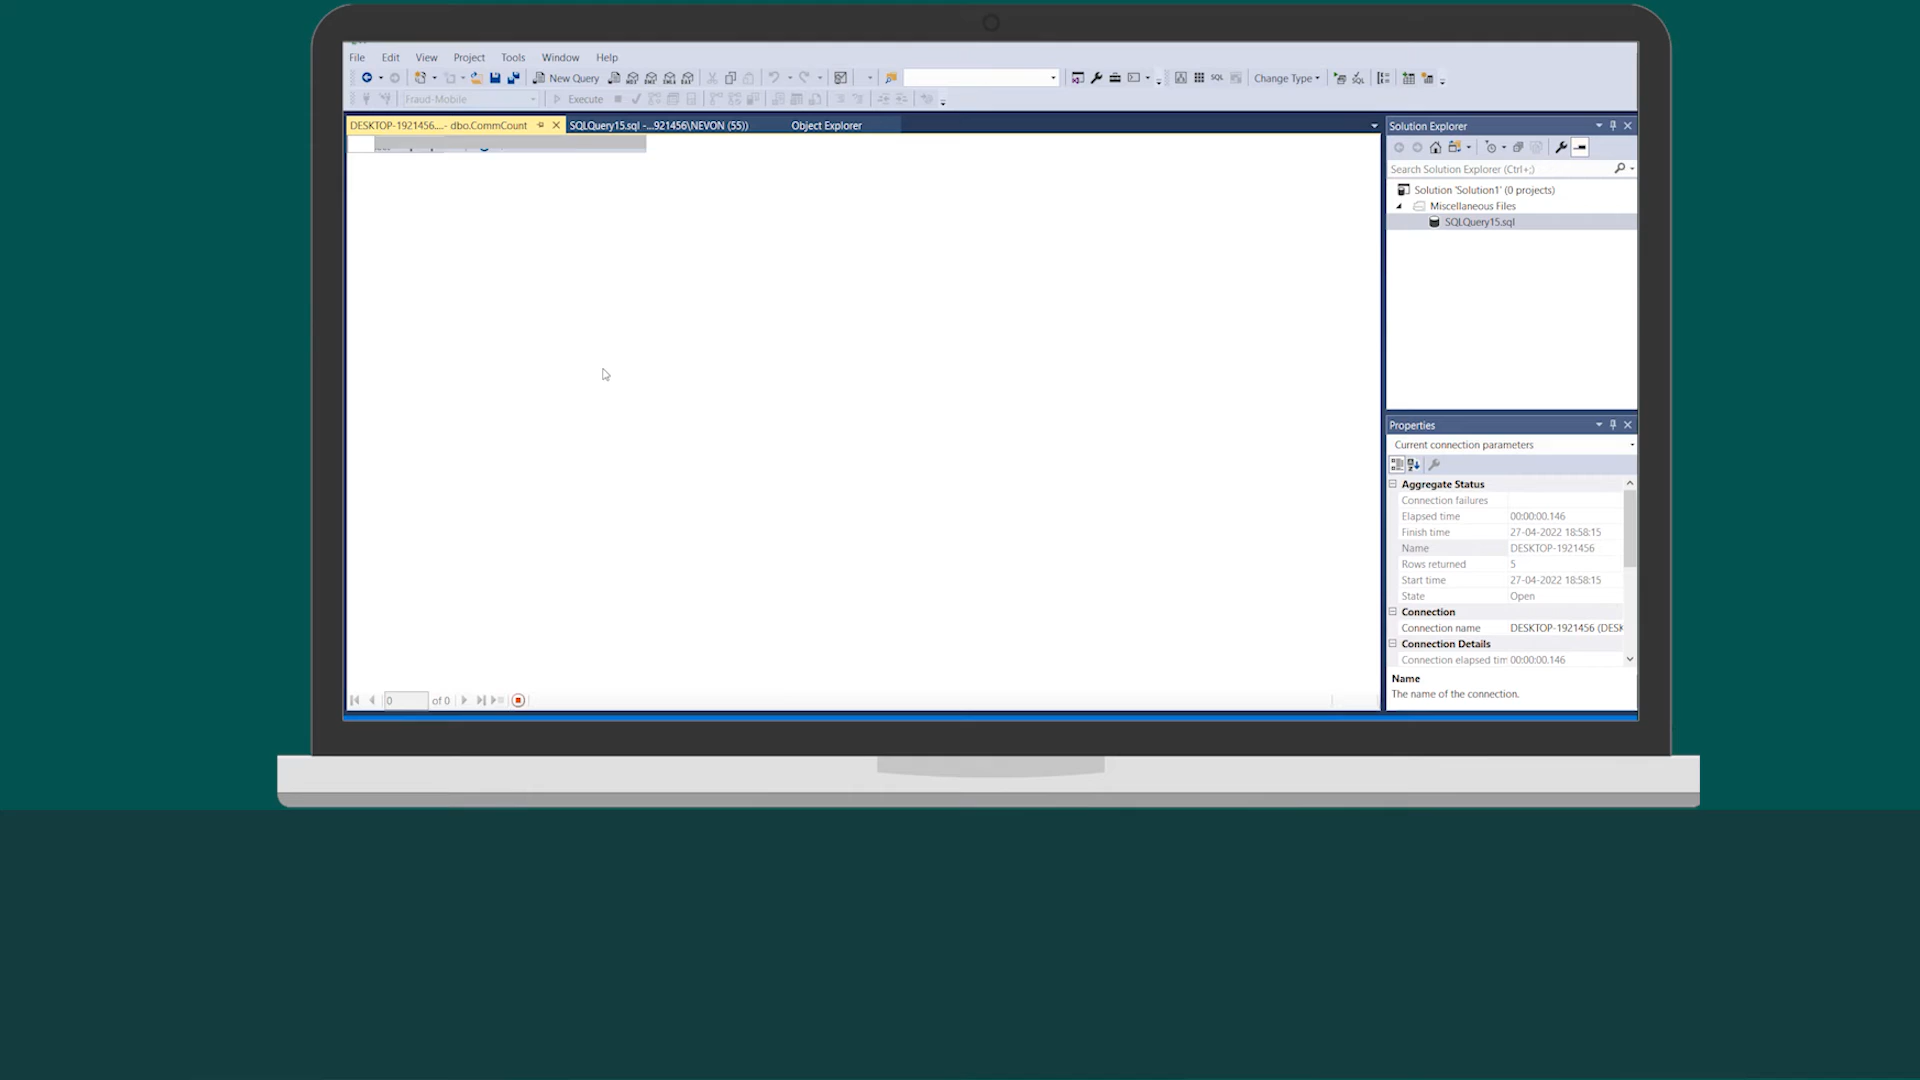 File Edit View Project Tools Window Help
New Query SQL Change Type
Fraud-Mobile Execute
DESKTOP-1921456....- dbo.CommCount SQLQuery15.sql -...921456\NEVON (55)) Object Explorer
Solution Explorer
Search Solution Explorer (Ctrl+;)
Solution 'Solution1' (0 projects)
Miscellaneous Files
SQLQuery15.sql
Properties
Current connection parameters
Aggregate Status
Connection failures
Elapsed time 00:00:00.146
Finish time 27-04-2022 18:58:15
Name DESKTOP-1921456
Rows returned 5
Start time 27-04-2022 18:58:15
State Open
Connection
Connection name DESKTOP-1921456 (DESK
Connection Details
Connection elapsed tim 00:00:00.146
Name
The name of the connection.
0 of 0